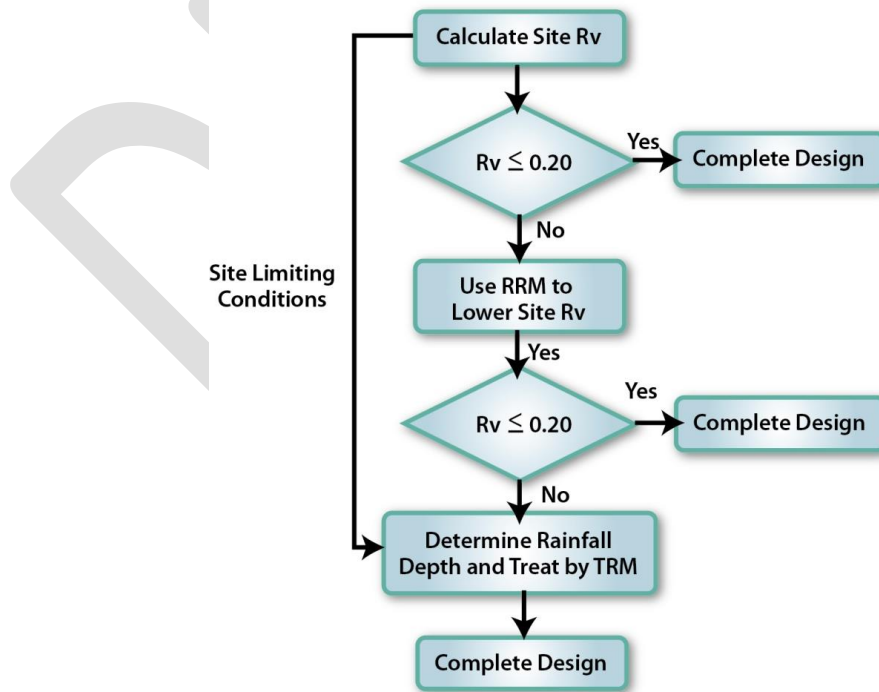 Calculate Site Rv
Rv ≤ 0.20
Yes
Complete Design
No
Site Limiting
Conditions
Use RRM to
Lower Site Rv
Yes
Rv ≤ 0.20
Yes
Complete Design
No
Determine Rainfall
Depth and Treat by TRM
Complete Design